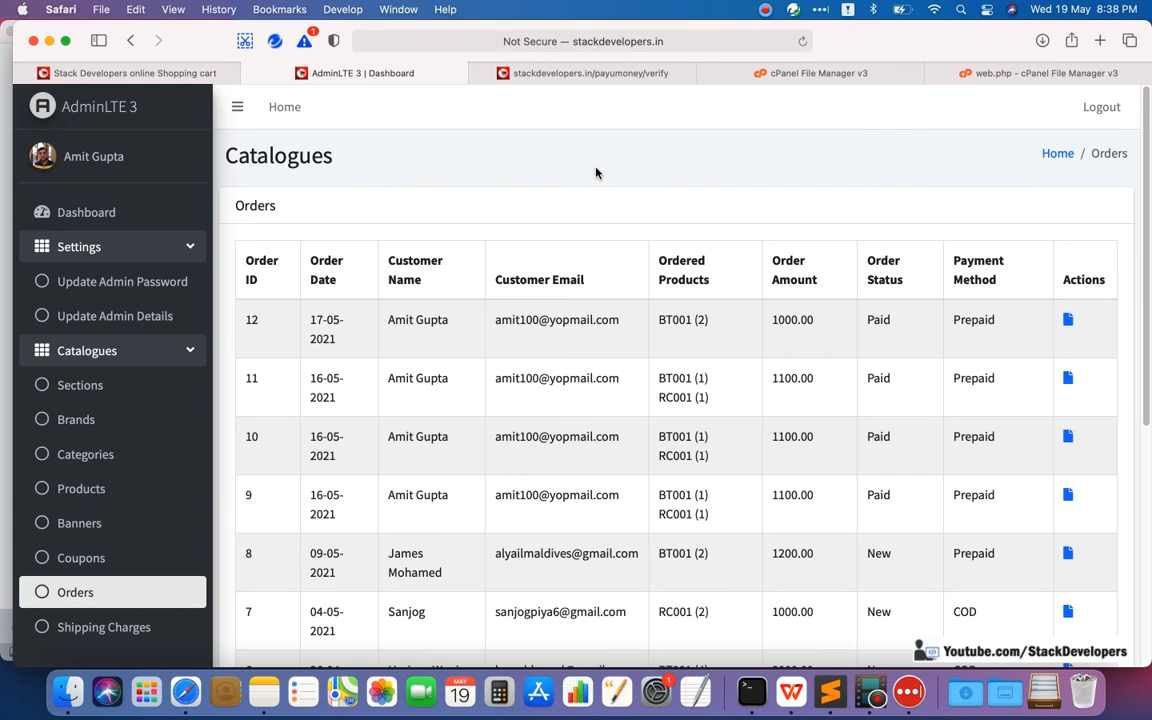 Safari File Edit View History Bookmarks Develop Window Help Wed 19 May 8:38 PM
1
Not Secure — stackdevelopers.in
Stack Developers online Shopping cart
AdminLTE 3 | Dashboard
stackdevelopers.in/payumoney/verify
cPanel File Manager v3
web.php - cPanel File Manager v3
AdminLTE 3
Home
Logout
Amit Gupta
Catalogues
Home / Orders
Dashboard
Settings
Update Admin Password
Update Admin Details
Catalogues
Sections
Brands
Categories
Products
Banners
Coupons
Orders
Shipping Charges
Orders
Order ID Order Date Customer Name Customer Email Ordered Products Order Amount Order Status Payment Method Actions
12 17-05-2021 Amit Gupta amit100@yopmail.com BT001 (2) 1000.00 Paid Prepaid
11 16-05-2021 Amit Gupta amit100@yopmail.com BT001 (1) RC001 (1) 1100.00 Paid Prepaid
10 16-05-2021 Amit Gupta amit100@yopmail.com BT001 (1) RC001 (1) 1100.00 Paid Prepaid
9 16-05-2021 Amit Gupta amit100@yopmail.com BT001 (1) RC001 (1) 1100.00 Paid Prepaid
8 09-05-2021 James Mohamed alyailmaldives@gmail.com BT001 (2) 1200.00 New Prepaid
7 04-05-2021 Sanjog sanjogpiya6@gmail.com RC001 (2) 1000.00 New COD
Youtube.com/StackDevelopers
MAY
19
1